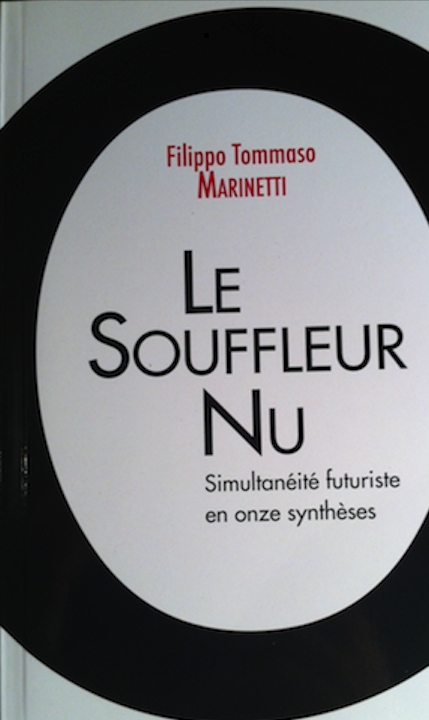 Filippo Tommaso
MARINETTI
LE
SOUFFLEUR
NU
Simultanéité futuriste
en onze synthèses